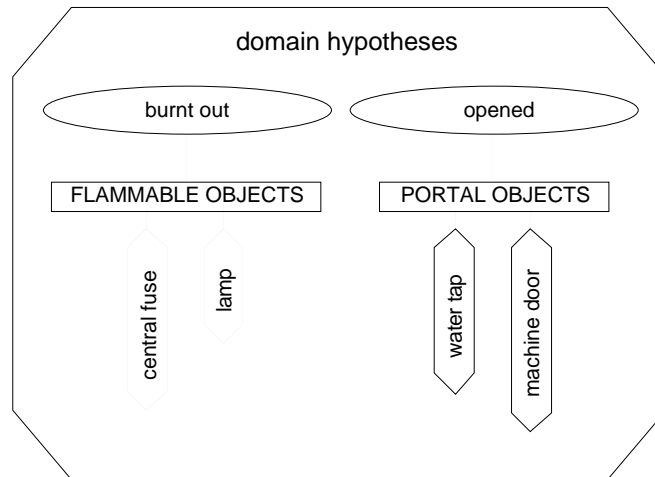 domain hypotheses
burnt out
opened
FLAMMABLE OBJECTS
PORTAL OBJECTS
central fuse
lamp
water tap
machine door